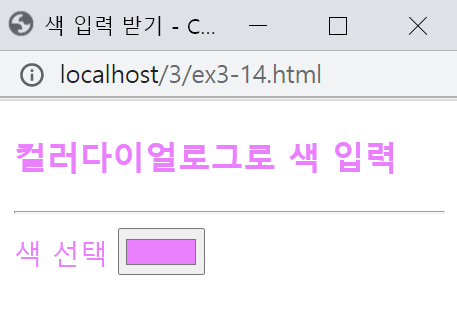 색 입력 받기 - C...
localhost/3/ex3-14.html
컬러다이얼로그로 색 입력
색 선택